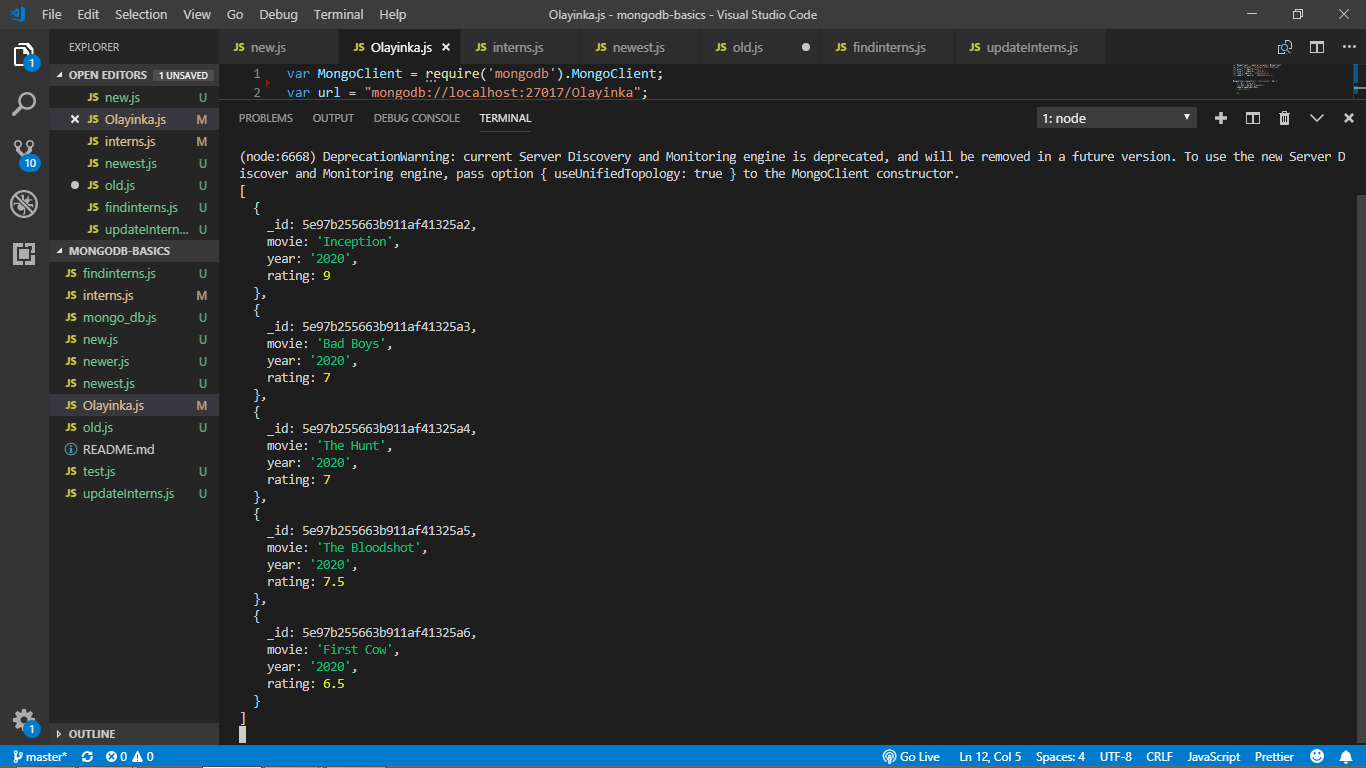 File Edit Selection View Go Debug Terminal Help
Olayinka.js - mongodb-basics - Visual Studio Code
EXPLORER
OPEN EDITORS 1 UNSAVED
JS new.js U
JS Olayinka.js M
JS interns.js M
JS newest.js U
JS old.js U
JS findinterns.js U
JS updateIntern... U
MONGODB-BASICS
JS findinterns.js U
JS interns.js M
JS mongo_db.js U
JS new.js U
JS newer.js U
JS newest.js U
JS Olayinka.js M
JS old.js U
README.md
JS test.js U
JS updateInterns.js U
OUTLINE
1
10
1
JS new.js JS Olayinka.js JS interns.js JS newest.js JS old.js JS findinterns.js JS updateInterns.js
1 var MongoClient = require('mongodb').MongoClient;
2 var url = "mongodb://localhost:27017/Olayinka";
PROBLEMS OUTPUT DEBUG CONSOLE TERMINAL
1: node
(node:6668) DeprecationWarning: current Server Discovery and Monitoring engine is deprecated, and will be removed in a future version. To use the new Server D
iscover and Monitoring engine, pass option { useUnifiedTopology: true } to the MongoClient constructor.
[
{
_id: 5e97b255663b911af41325a2,
movie: 'Inception',
year: '2020',
rating: 9
},
{
_id: 5e97b255663b911af41325a3,
movie: 'Bad Boys',
year: '2020',
rating: 7
},
{
_id: 5e97b255663b911af41325a4,
movie: 'The Hunt',
year: '2020',
rating: 7
},
{
_id: 5e97b255663b911af41325a5,
movie: 'The Bloodshot',
year: '2020',
rating: 7.5
},
{
_id: 5e97b255663b911af41325a6,
movie: 'First Cow',
year: '2020',
rating: 6.5
}
]
master* 0 0 Go Live Ln 12, Col 5 Spaces: 4 UTF-8 CRLF JavaScript Prettier